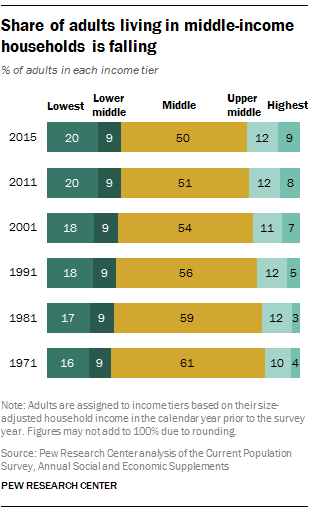 Share of adults living in middle-income
households is falling
% of adults in each income tier
Lowest Lower middle Middle Upper middle Highest
2015 20 9 50 12 9
2011 20 9 51 12 8
2001 18 9 54 11 7
1991 18 9 56 12 5
1981 17 9 59 12 3
1971 16 9 61 10 4
Note: Adults are assigned to income tiers based on their size-
adjusted household income in the calendar year prior to the survey
year. Figures may not add to 100% due to rounding.
Source: Pew Research Center analysis of the Current Population
Survey, Annual Social and Economic Supplements
PEW RESEARCH CENTER